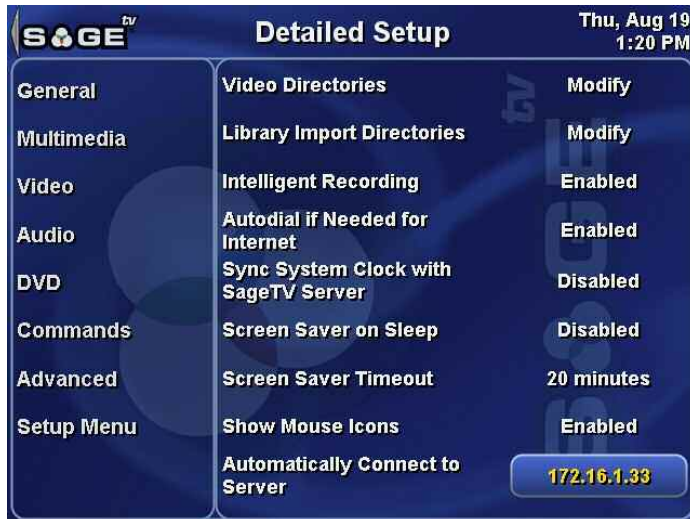 SAGE tv
Detailed Setup
Thu, Aug 19
1:20 PM
General
Multimedia
Video
Audio
DVD
Commands
Advanced
Setup Menu
Video Directories
Modify
Library Import Directories
Modify
Intelligent Recording
Enabled
Autodial if Needed for
Internet
Enabled
Sync System Clock with
SageTV Server
Disabled
Screen Saver on Sleep
Disabled
Screen Saver Timeout
20 minutes
Show Mouse Icons
Enabled
Automatically Connect to
Server
172.16.1.33
SAGE tv